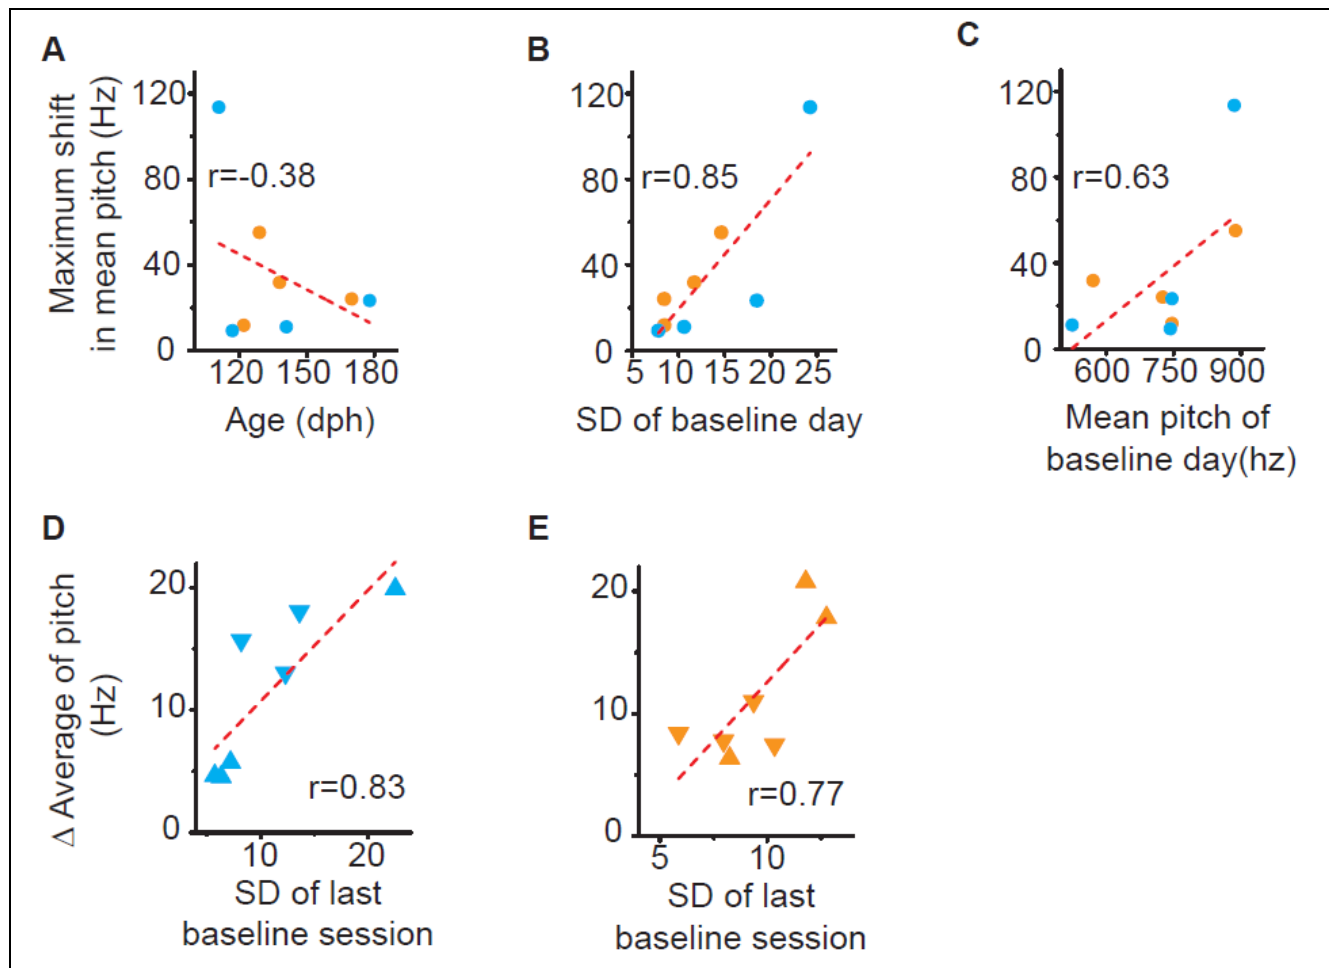 A
Maximum shift
in mean pitch (Hz)
120
80
40
0
r=-0.38
120 150 180
Age (dph)
B
120
80
40
0
r=0.85
5 10 15 20 25
SD of baseline day
C
120
80
40
0
r=0.63
600 750 900
Mean pitch of
baseline day(hz)
D
Δ Average of pitch
(Hz)
20
10
0
r=0.83
10 20
SD of last
baseline session
E
20
10
0
r=0.77
5 10
SD of last
baseline session